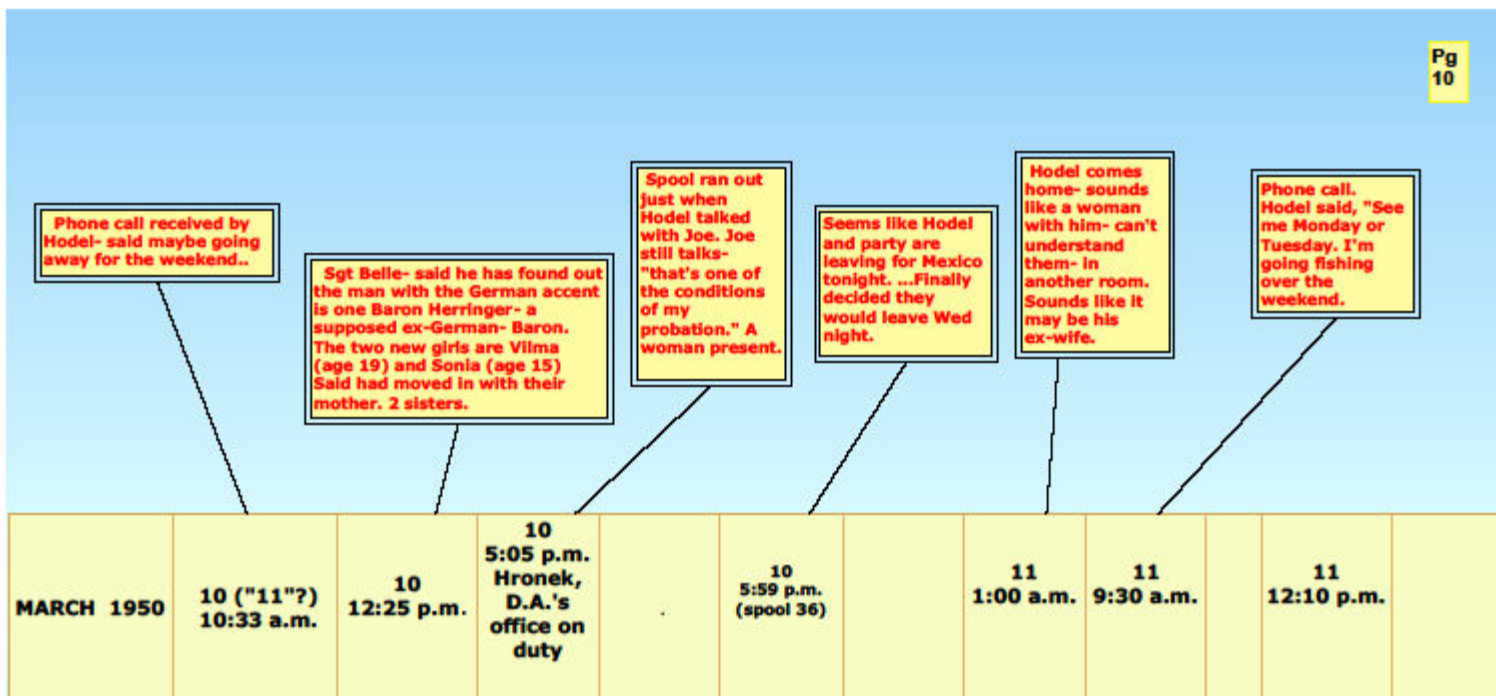 Pg
10
Phone call received by
Hodel- said maybe going
away for the weekend..
Sgt Belle- said he has found out
the man with the German accent
is one Baron Herringer- a
supposed ex-German- Baron.
The two new girls are Vilma
(age 19) and Sonia (age 15)
Said had moved in with their
mother. 2 sisters.
Spool ran out
just when
Hodel talked
with Joe. Joe
still talks-
"that's one of
the conditions
of my
probation." A
woman present.
Seems like Hodel
and party are
leaving for Mexico
tonight. ...Finally
decided they
would leave Wed
night.
Hodel comes
home- sounds
like a woman
with him- can't
understand
them- in
another room.
Sounds like it
may be his
ex-wife.
Phone call.
Hodel said, "See
me Monday or
Tuesday. I'm
going fishing
over the
weekend.
MARCH 1950
10 ("11"?)
10:33 a.m.
10
12:25 p.m.
10
5:05 p.m.
Hronek,
D.A.'s
office on
duty
.
10
5:59 p.m.
(spool 36)
11
1:00 a.m.
11
9:30 a.m.
11
12:10 p.m.